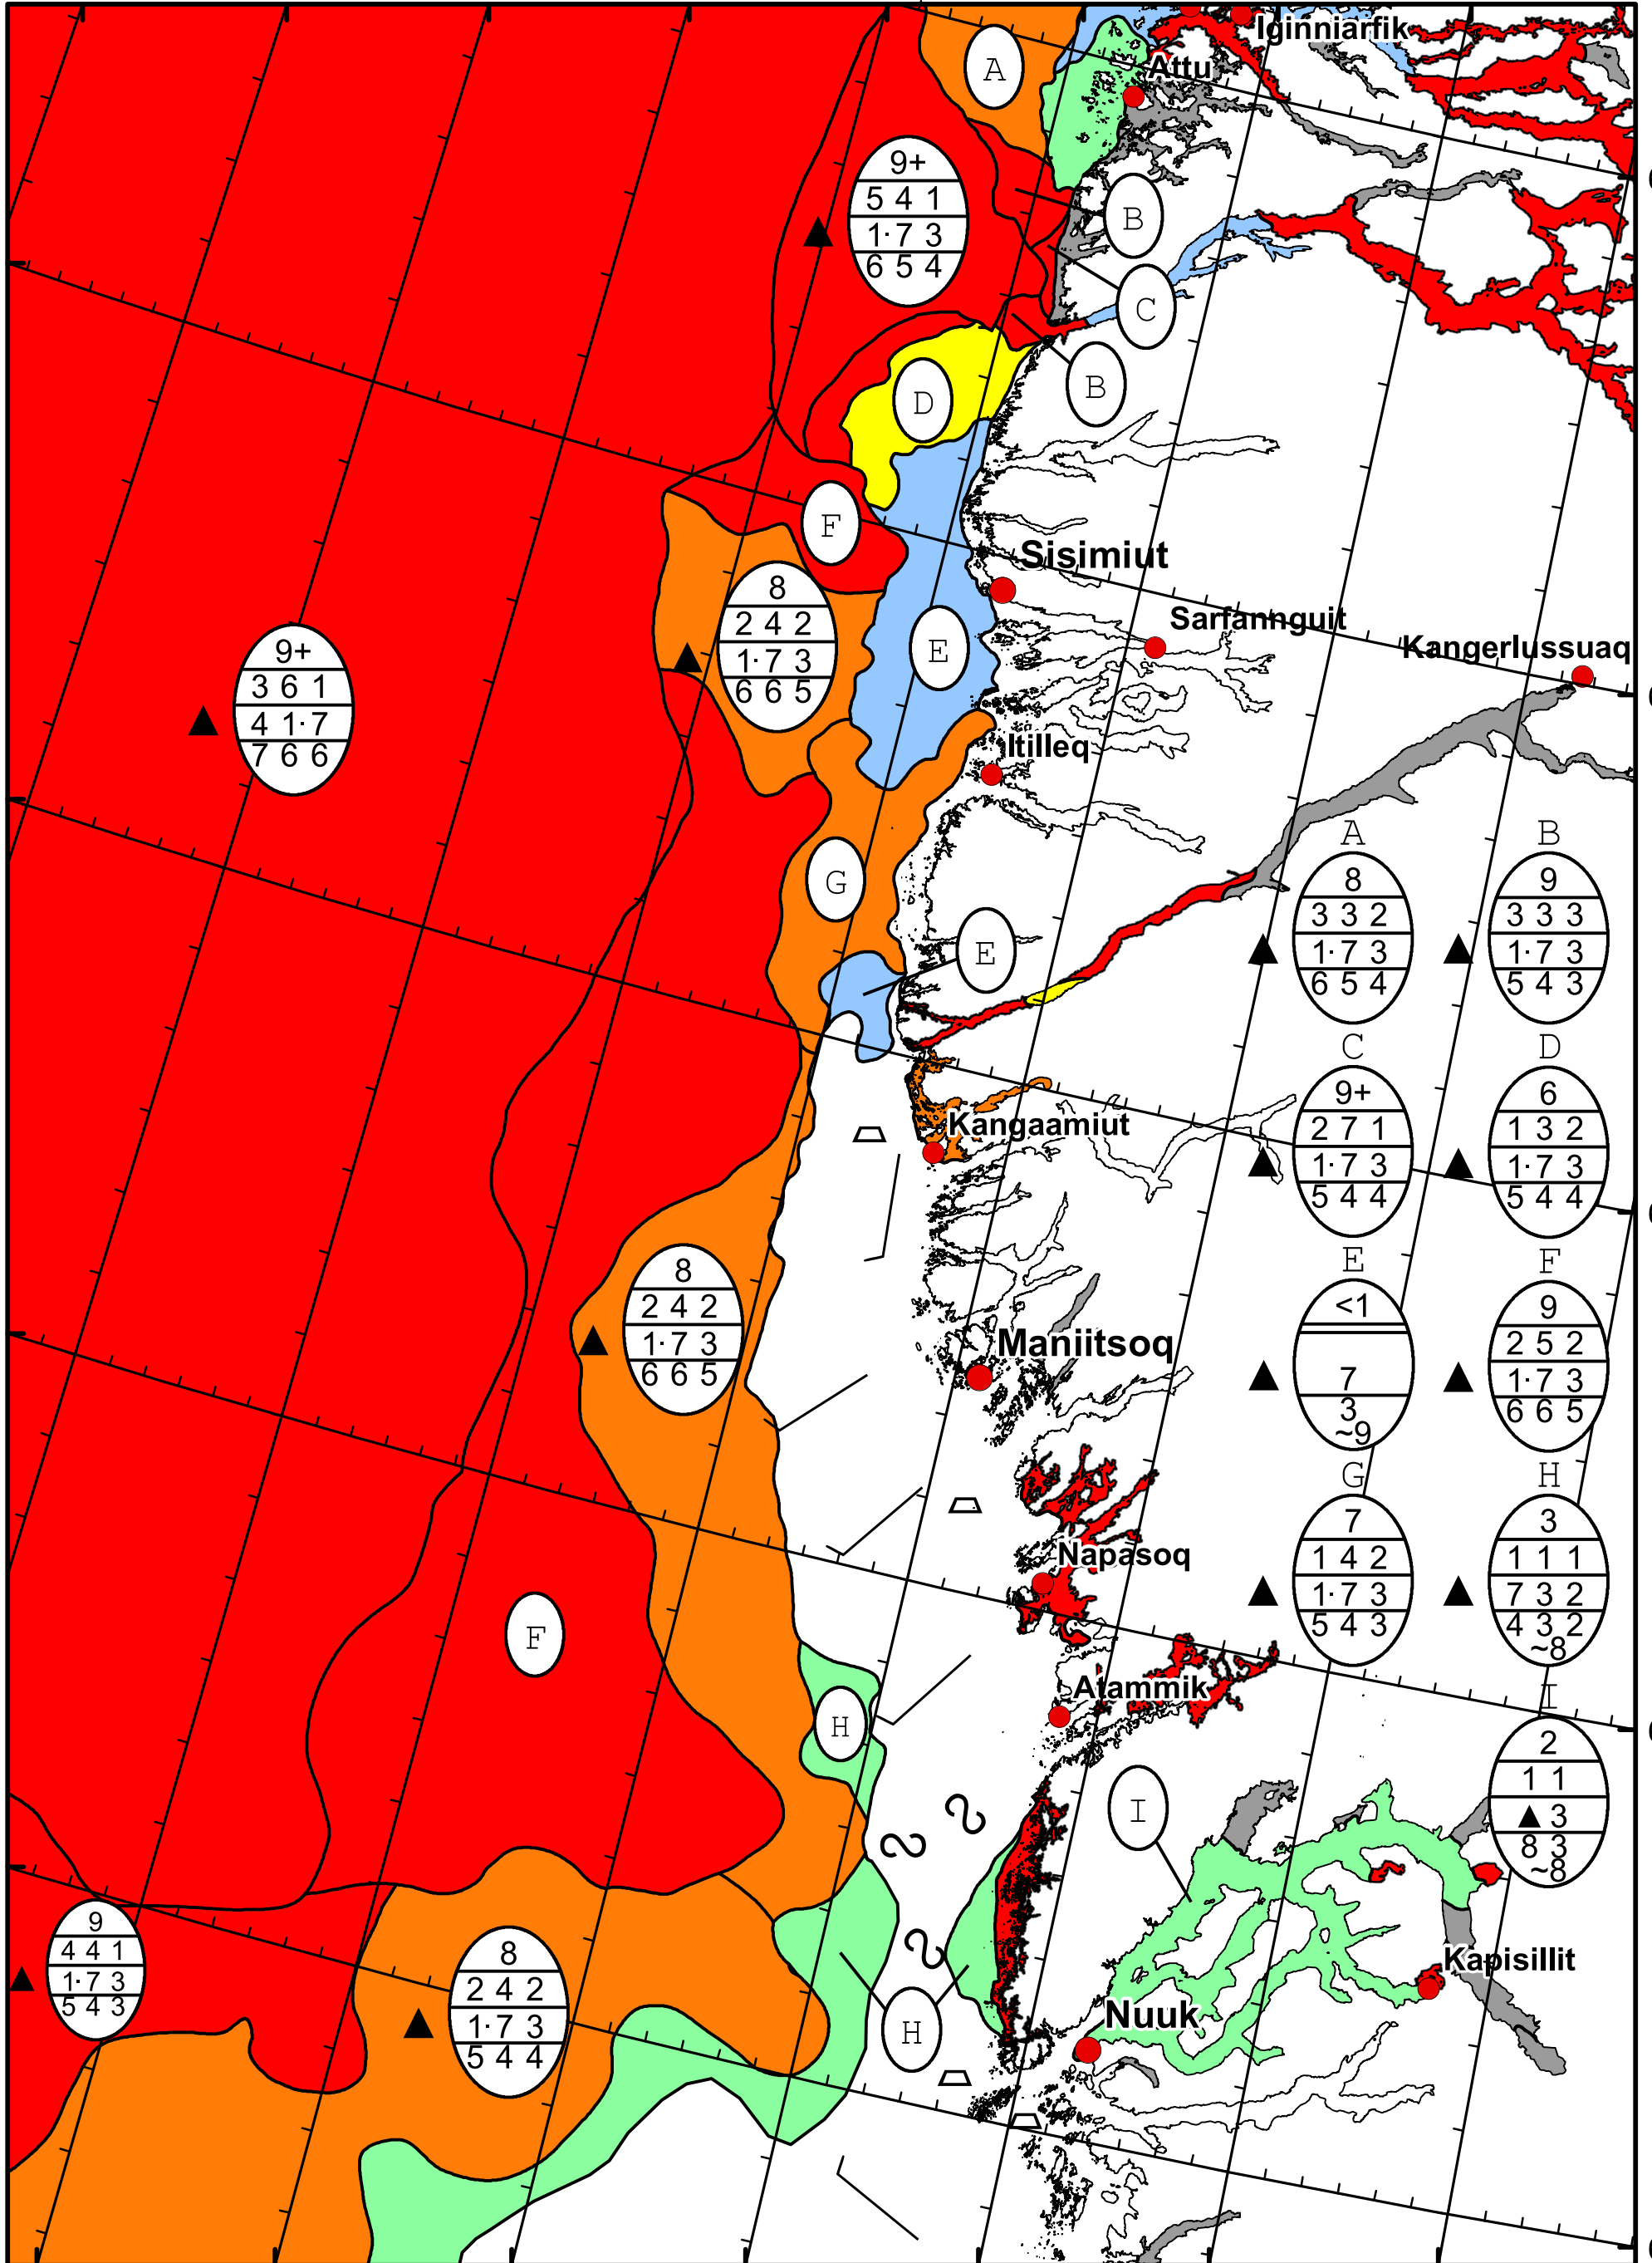 Iginniarfik
A
Attu
9+
5 4 1
1· 7 3
6 5 4
B
C
B
D
F
Sisimiut
8
2 4 2
1· 7 3
6 6 5
Sarfannguit
E
Kangerlussuaq
9+
3 6 1
4 1· 7
7 6 6
Itilleq
G
E
A
8
3 3 2
1· 7 3
6 5 4
B
9
3 3 3
1· 7 3
5 4 3
C
9+
2 7 1
1· 7 3
5 4 4
D
6
1 3 2
1· 7 3
5 4 4
Kangaamiut
E
<1
7
3
~9
F
9
2 5 2
1· 7 3
6 6 5
8
2 4 2
1· 7 3
6 6 5
Maniitsoq
G
7
1 4 2
1· 7 3
5 4 3
H
3
1 1 1
7 3 2
4 3 2
~8
Napasoq
F
Atammik
H
I
2
1 1
▲ 3
8 3
~8
I
9
4 4 1
1· 7 3
5 4 3
8
2 4 2
1· 7 3
5 4 4
Kapisillit
Nuuk
H